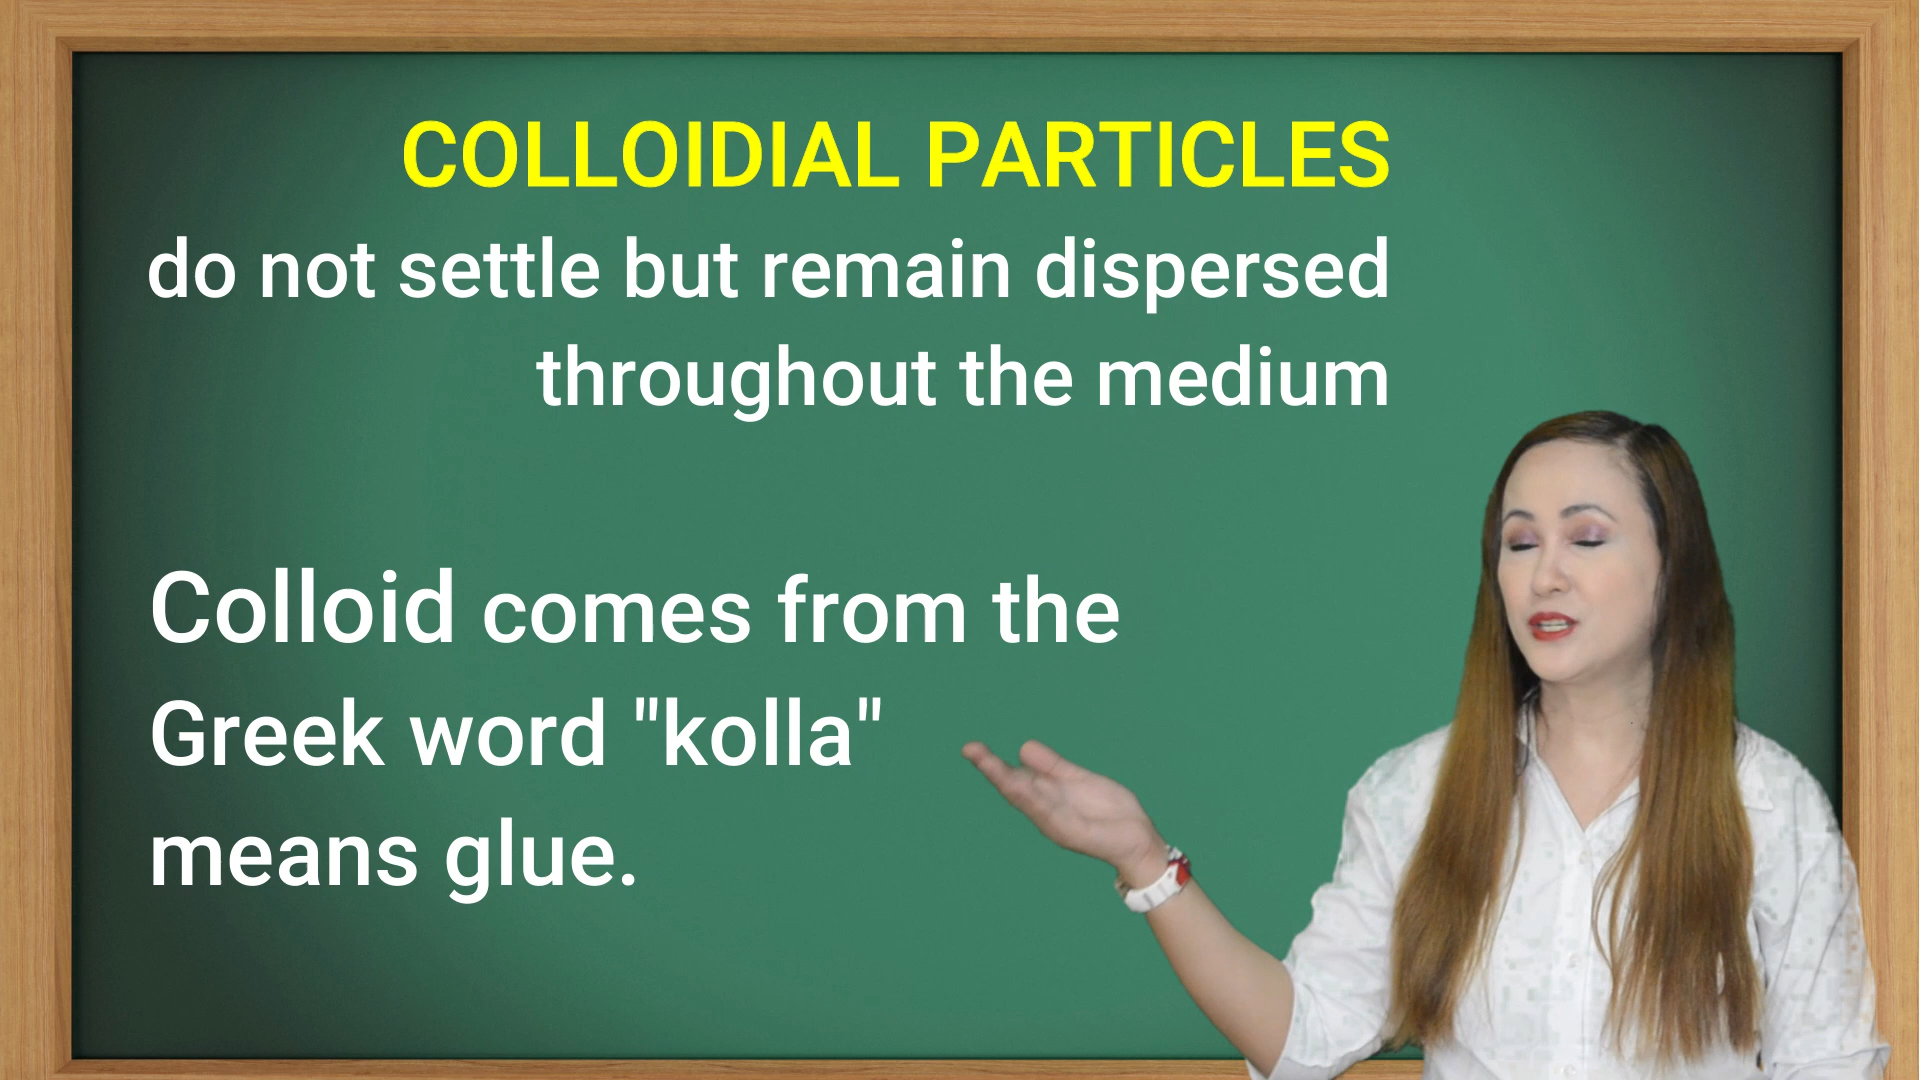 COLLOIDIAL PARTICLES
do not settle but remain dispersed
throughout the medium
Colloid comes from the
Greek word "kolla"
means glue.